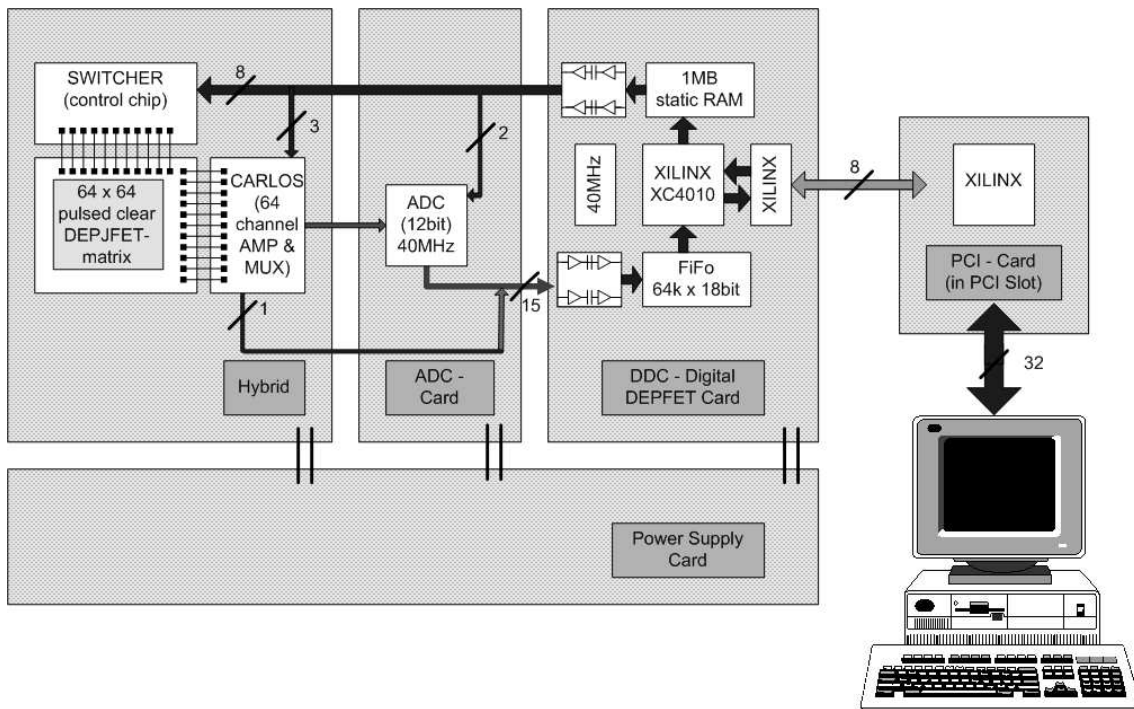 SWITCHER
(control chip)
8
3
2
1MB
static RAM
64 x 64
pulsed clear
DEPJFET-
matrix
CARLOS
(64
channel
AMP &
MUX)
ADC
(12bit)
40MHz
40MHz
XILINX
XC4010
XILINX
8
XILINX
1
15
FiFo
64k x 18bit
PCI - Card
(in PCI Slot)
Hybrid
ADC -
Card
DDC - Digital
DEPFET Card
32
Power Supply
Card